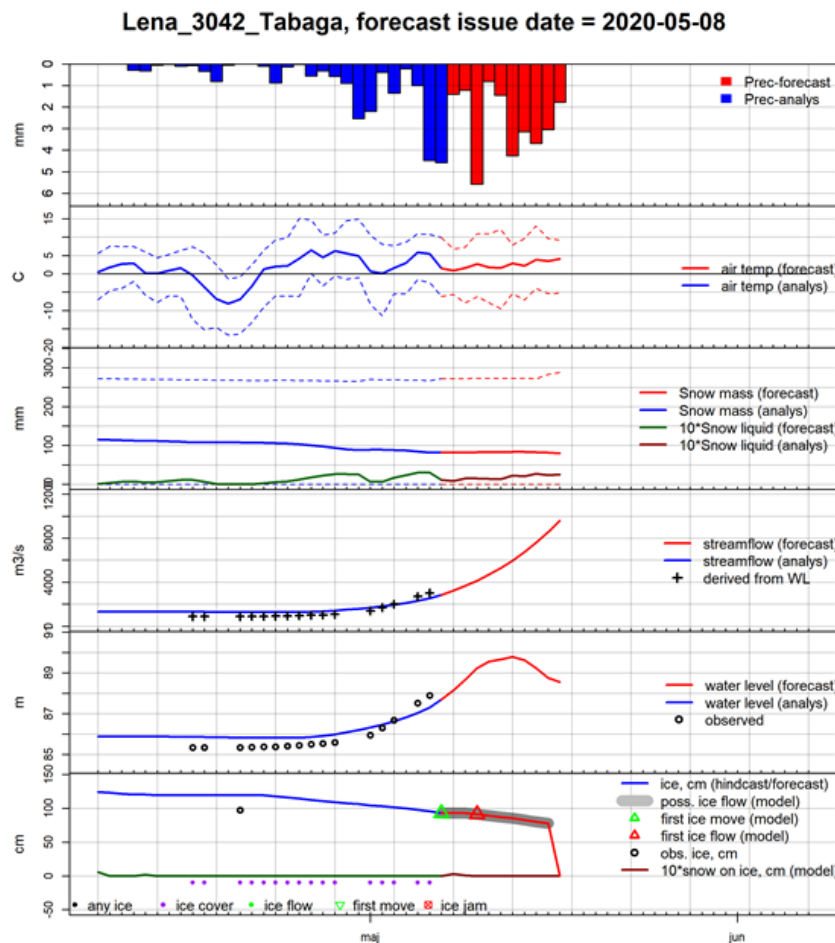 Lena_3042_Tabaga, forecast issue date = 2020-05-08
mm
0
1
2
3
4
5
6
Prec-forecast
Prec-analys
C
15
5
0
-10
-20
air temp (forecast)
air temp (analys)
mm
300
200
100
0
Snow mass (forecast)
Snow mass (analys)
10*Snow liquid (forecast)
10*Snow liquid (analys)
m3/s
1200
8000
4000
0
streamflow (forecast)
streamflow (analys)
derived from WL
m
91
89
87
85
water level (forecast)
water level (analys)
observed
cm
150
100
50
0
-50
ice, cm (hindcast/forecast)
poss. ice flow (model)
first ice move (model)
first ice flow (model)
obs. ice, cm
10*snow on ice, cm (model)
any ice
ice cover
ice flow
first move
ice jam
maj
jun